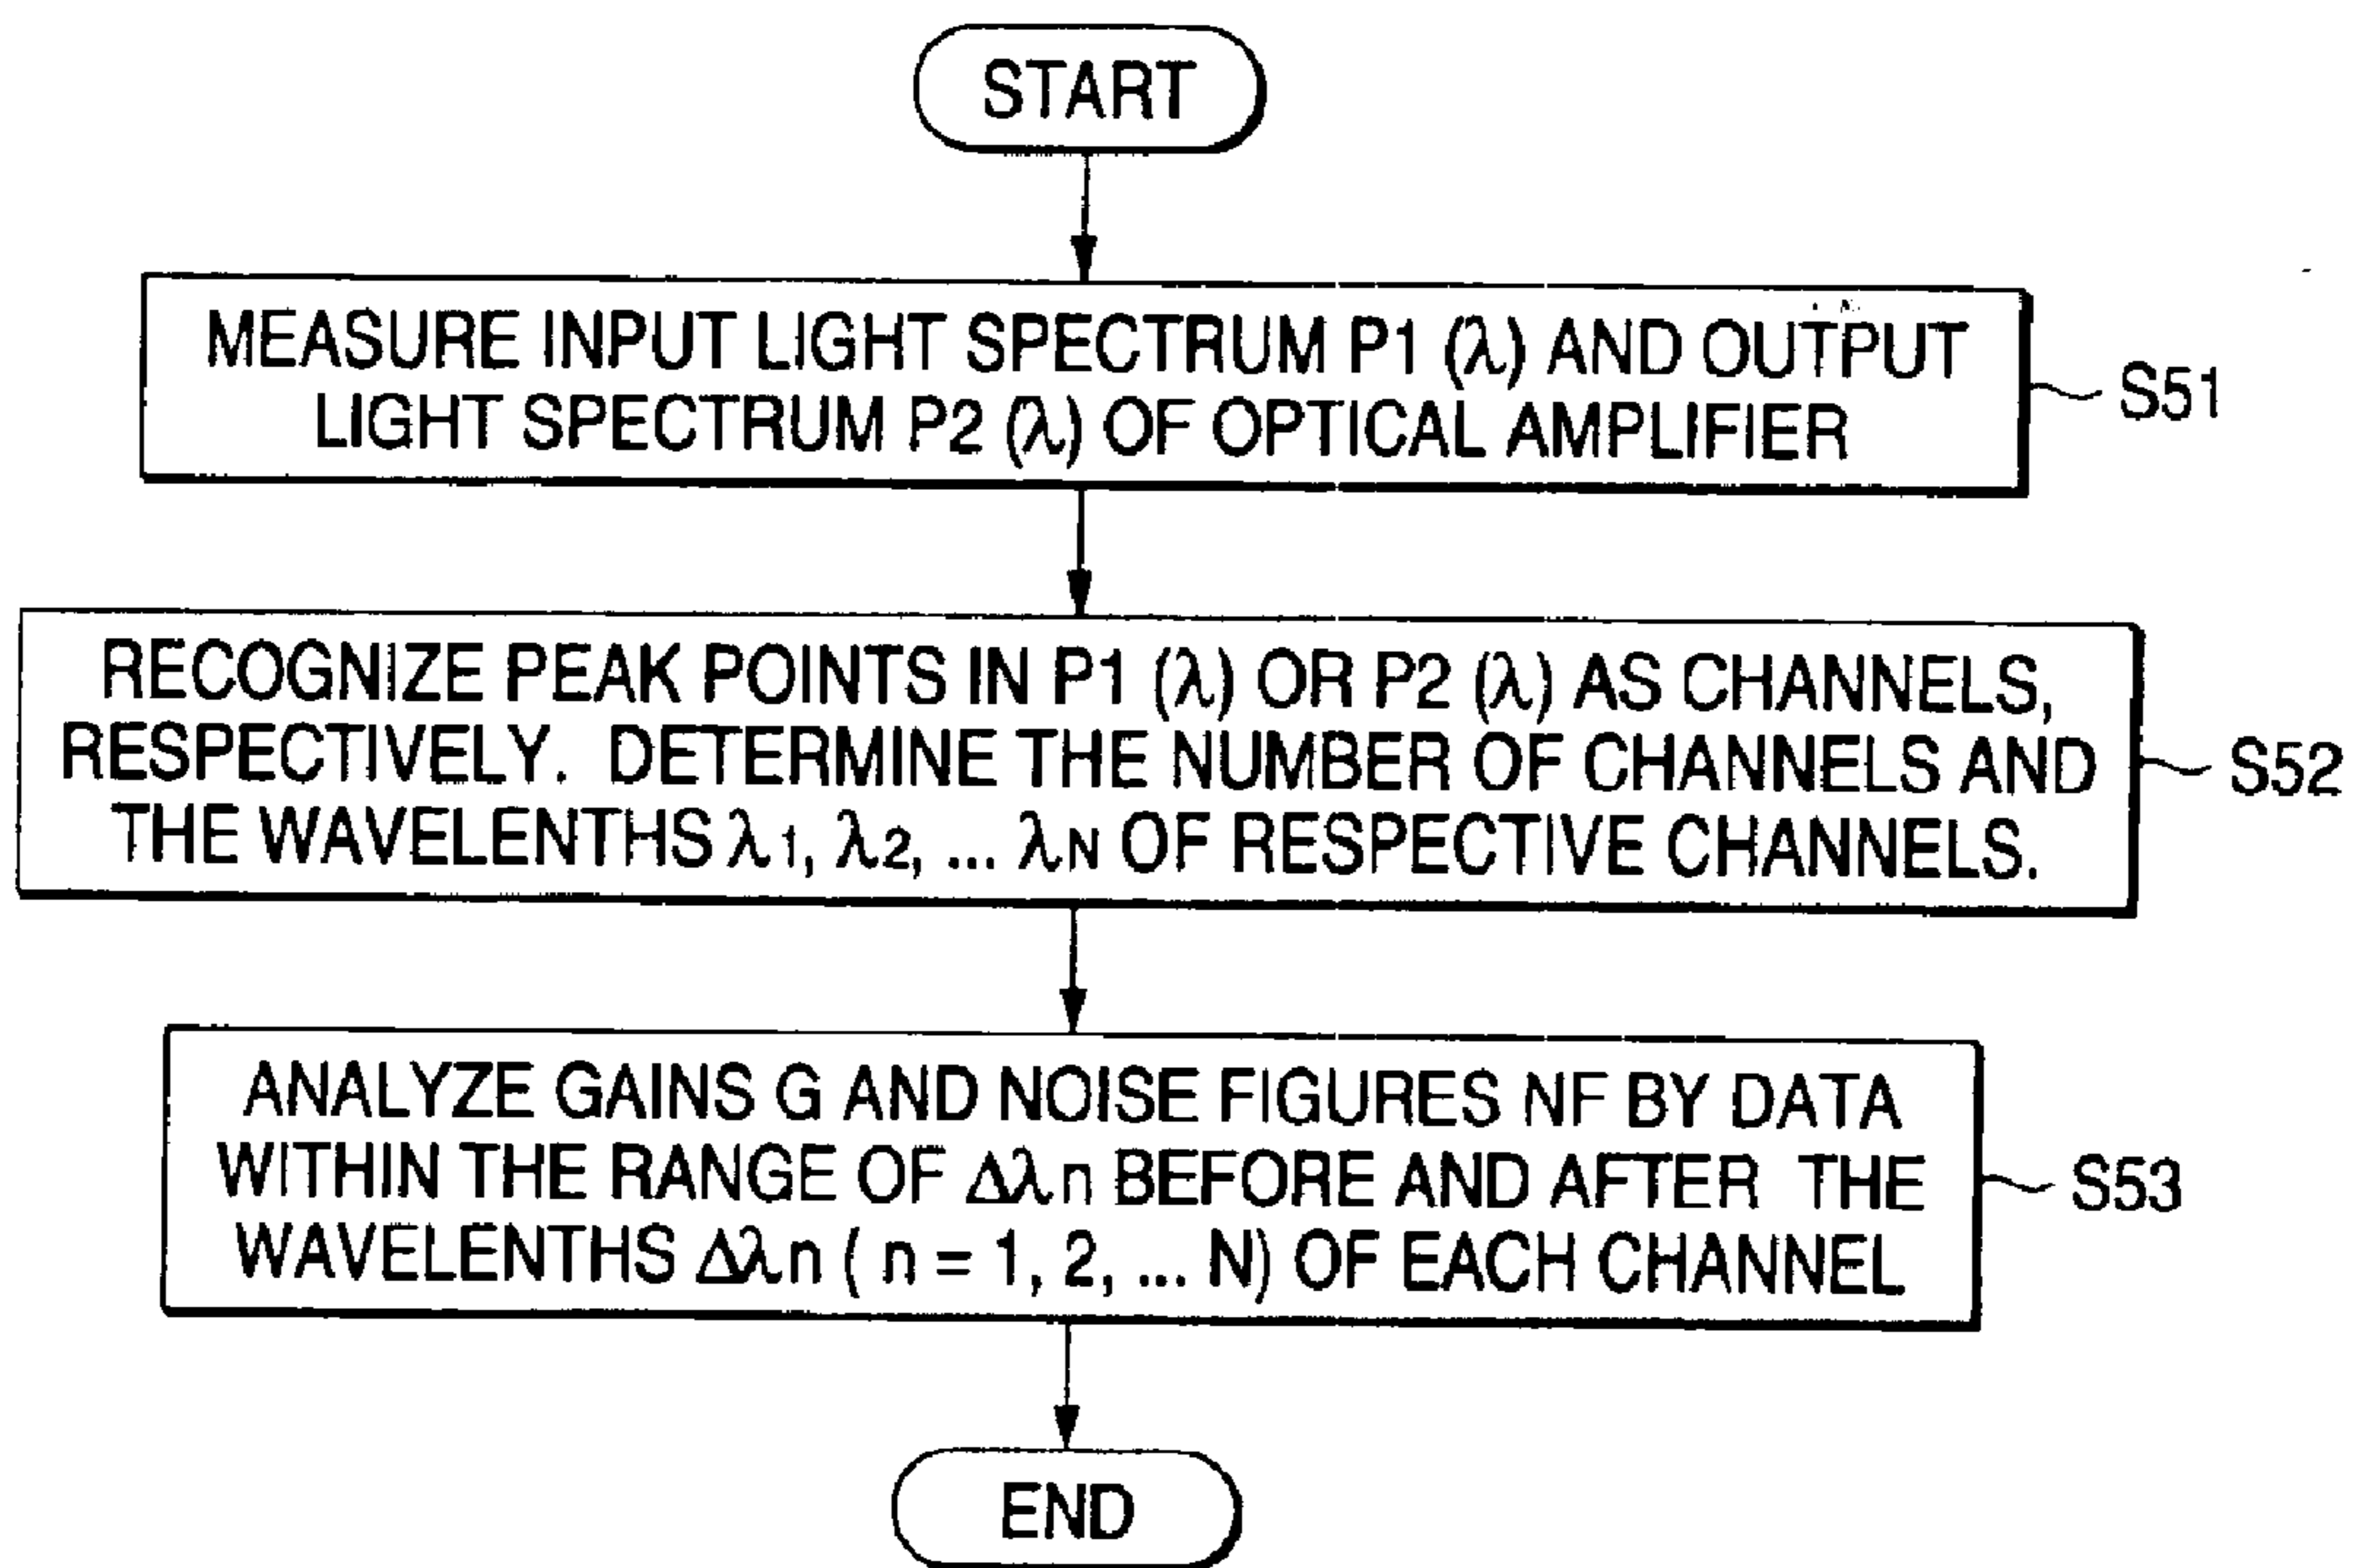 START
MEASURE INPUT LIGHT SPECTRUM P1 (λ) AND OUTPUT
LIGHT SPECTRUM P2 (λ) OF OPTICAL AMPLIFIER
S51
RECOGNIZE PEAK POINTS IN P1 (λ) OR P2 (λ) AS CHANNELS,
RESPECTIVELY. DETERMINE THE NUMBER OF CHANNELS AND
THE WAVELENTHS λ1, λ2, ... λN OF RESPECTIVE CHANNELS.
S52
ANALYZE GAINS G AND NOISE FIGURES NF BY DATA
WITHIN THE RANGE OF Δλn BEFORE AND AFTER THE
WAVELENTHS Δλn ( n = 1, 2, ... N) OF EACH CHANNEL
S53
END